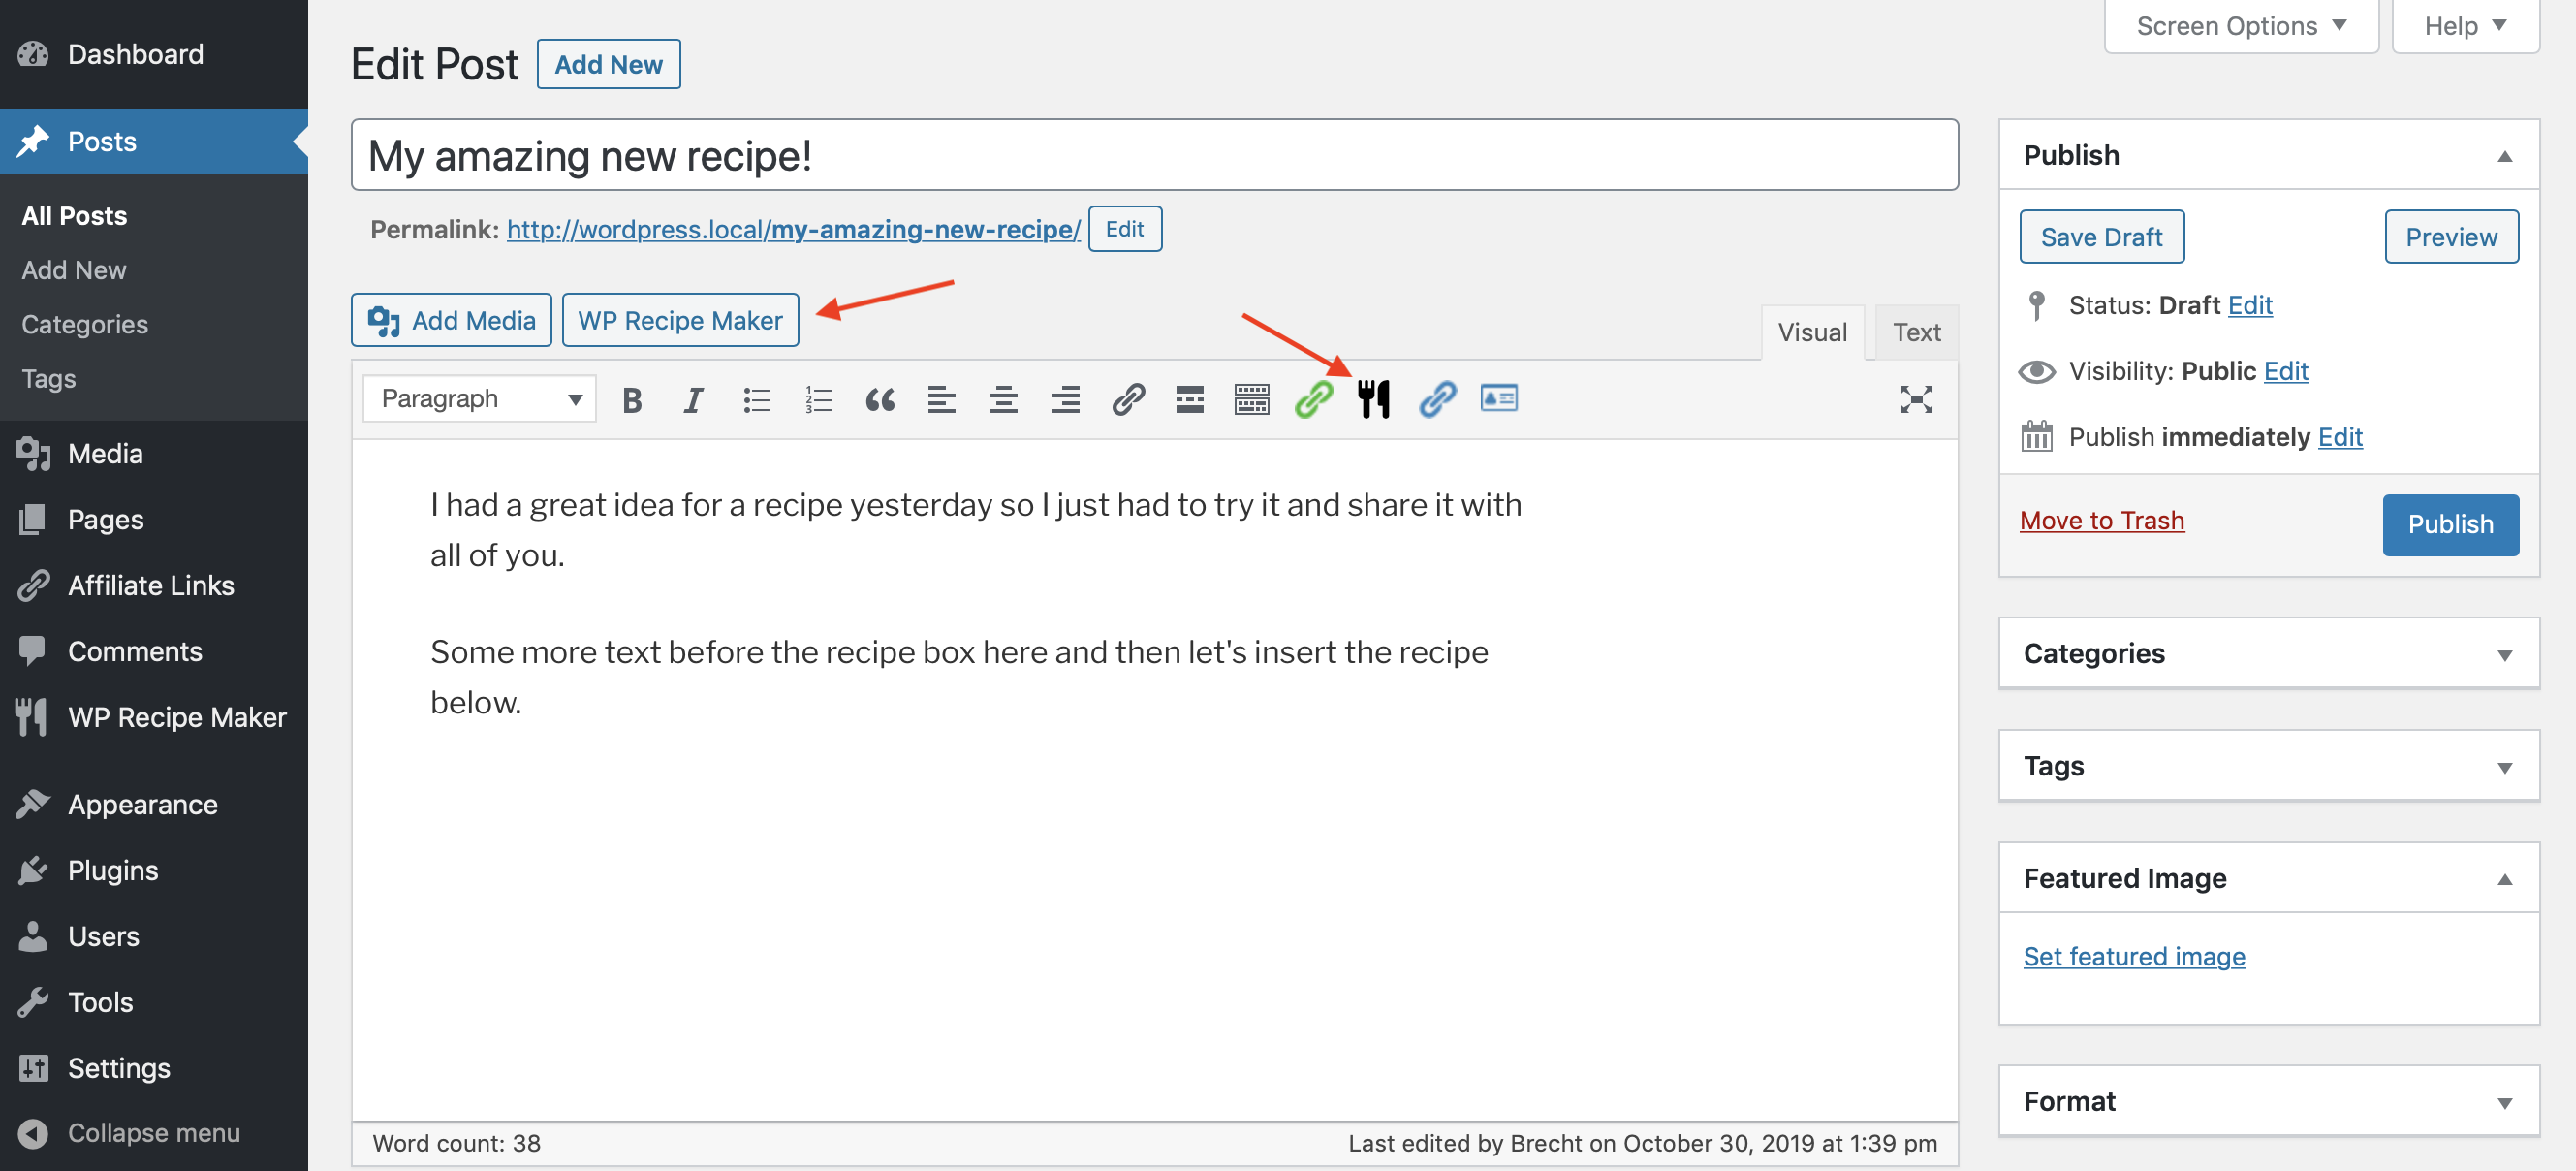 Dashboard
Posts
All Posts
Add New
Categories
Tags
Media
Pages
Affiliate Links
Comments
WP Recipe Maker
Appearance
Plugins
Users
Tools
Settings
Collapse menu
Screen Options
Help
Edit Post Add New
My amazing new recipe!
Permalink: http://wordpress.local/my-amazing-new-recipe/ Edit
Add Media WP Recipe Maker
Visual Text
Paragraph B I
I had a great idea for a recipe yesterday so I just had to try it and share it with
all of you.
Some more text before the recipe box here and then let's insert the recipe
below.
Word count: 38 Last edited by Brecht on October 30, 2019 at 1:39 pm
Publish
Save Draft Preview
Status: Draft Edit
Visibility: Public Edit
Publish immediately Edit
Move to Trash Publish
Categories
Tags
Featured Image
Set featured image
Format